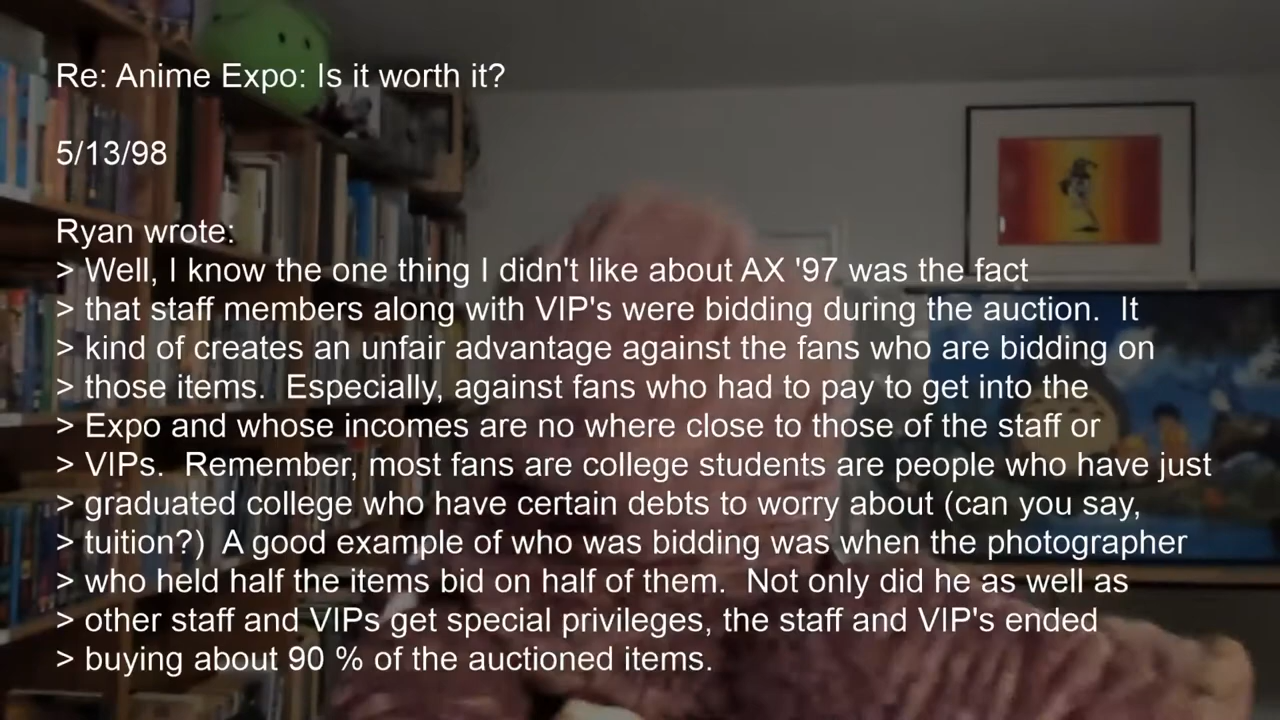 Re: Anime Expo: Is it worth it?
5/13/98
Ryan wrote:
> Well, I know the one thing I didn't like about AX '97 was the fact
> that staff members along with VIP's were bidding during the auction.  It
> kind of creates an unfair advantage against the fans who are bidding on
> those items.  Especially, against fans who had to pay to get into the
> Expo and whose incomes are no where close to those of the staff or
> VIPs.  Remember, most fans are college students are people who have just
> graduated college who have certain debts to worry about (can you say,
> tuition?)  A good example of who was bidding was when the photographer
> who held half the items bid on half of them.  Not only did he as well as
> other staff and VIPs get special privileges, the staff and VIP's ended
> buying about 90 % of the auctioned items.